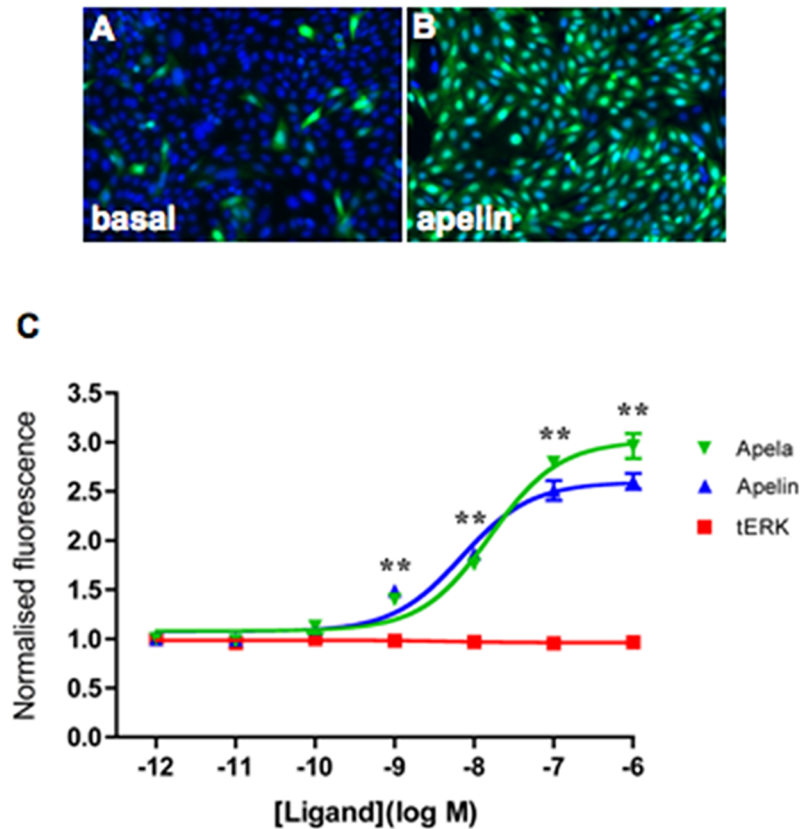 A
B
basal
apelin
C
3.5
3.0
2.5
2.0
1.5
1.0
0.5
0.0
Normalised fluorescence
**
**
**
**
Apela
Apelin
tERK
-12 -11 -10 -9 -8 -7 -6
[Ligand](log M)